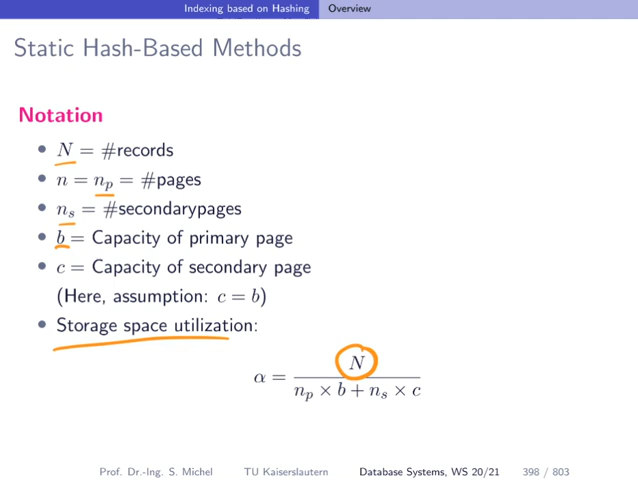 Indexing based on Hashing Overview
Static Hash-Based Methods
Notation
• N = #records
• n = n_p = #pages
• n_s = #secondarypages
• b = Capacity of primary page
• c = Capacity of secondary page
(Here, assumption: c = b)
• Storage space utilization:
α = N / (n_p × b + n_s × c)
Prof. Dr.-Ing. S. Michel TU Kaiserslautern Database Systems, WS 20/21 398 / 803